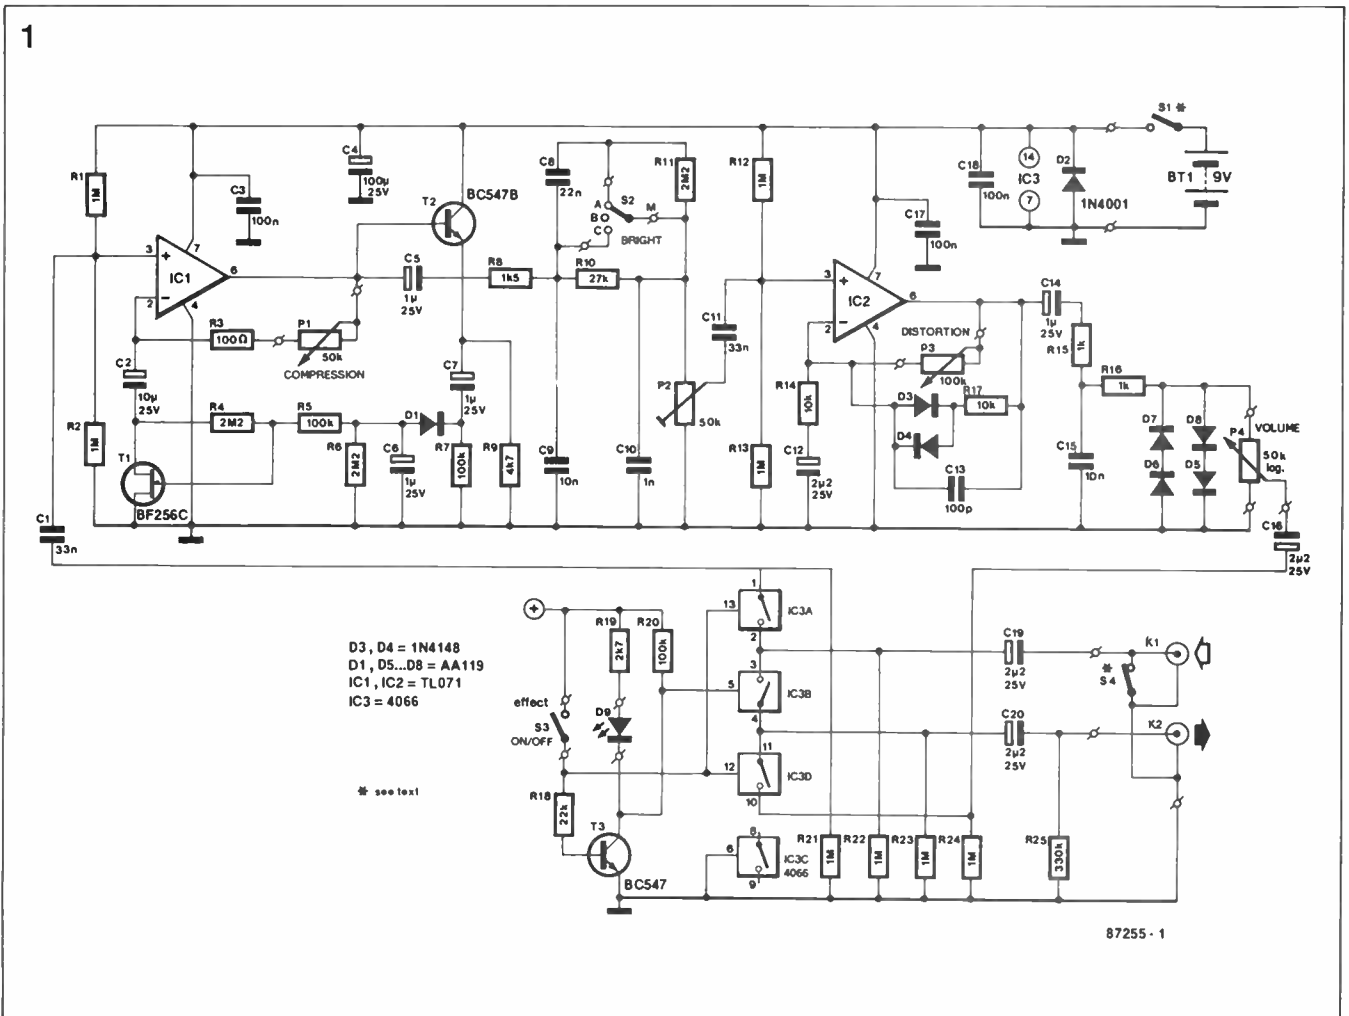 1
S1 *
BT1 9V
C18
100n
14
IC3
7
D2
1N4001
R1
1M
C3
100n
C4
100µ
25V
T2
BC547B
C8
22n
A
B
C
S2
M
BRIGHT
R11
2M2
R12
1M
C17
100n
3
+
IC1
7
6
2
−
4
C5
1µ
25V
R8
1k5
R10
27k
3
+
IC2
7
6
2
−
4
C14
1µ
25V
R3
100Ω
P1
50k
COMPRESSION
C11
33n
DISTORTION
P3
100k
R15
1k
C2
10µ
25V
C7
1µ
25V
P2
50k
R14
10k
D3
R17
10k
R16
1k
R4
2M2
R5
100k
D1
D4
D7
D8
P4
VOLUME
50k
log.
R2
1M
T1
BF256C
R6
2M2
C6
1µ
25V
R7
100k
R9
4k7
C9
10n
C10
1n
R13
1M
C12
2µ2
25V
C13
100p
C15
10n
D6
D5
C1
33n
C16
2µ2
25V
1
13
IC3A
2
R19
2k7
R20
100k
D3, D4 = 1N4148
D1, D5...D8 = AA119
IC1, IC2 = TL071
IC3 = 4066
3
5
IC3B
4
C19
2µ2
25V
K1
*
S4
effect
S3
ON/OFF
D9
C20
2µ2
25V
K2
11
12
IC3D
10
* see text
R18
22k
T3
BC547
8
6
IC3C
4066
9
R21
1M
R22
1M
R23
1M
R24
1M
R25
330k
87255 - 1